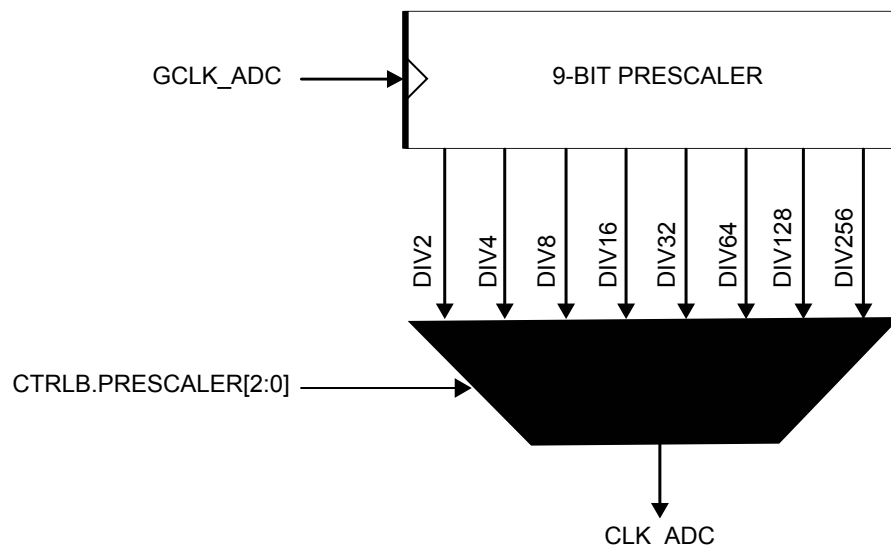 GCLK_ADC
9-BIT PRESCALER
DIV2
DIV4
DIV8
DIV16
DIV32
DIV64
DIV128
DIV256
CTRLB.PRESCALER[2:0]
CLK_ADC